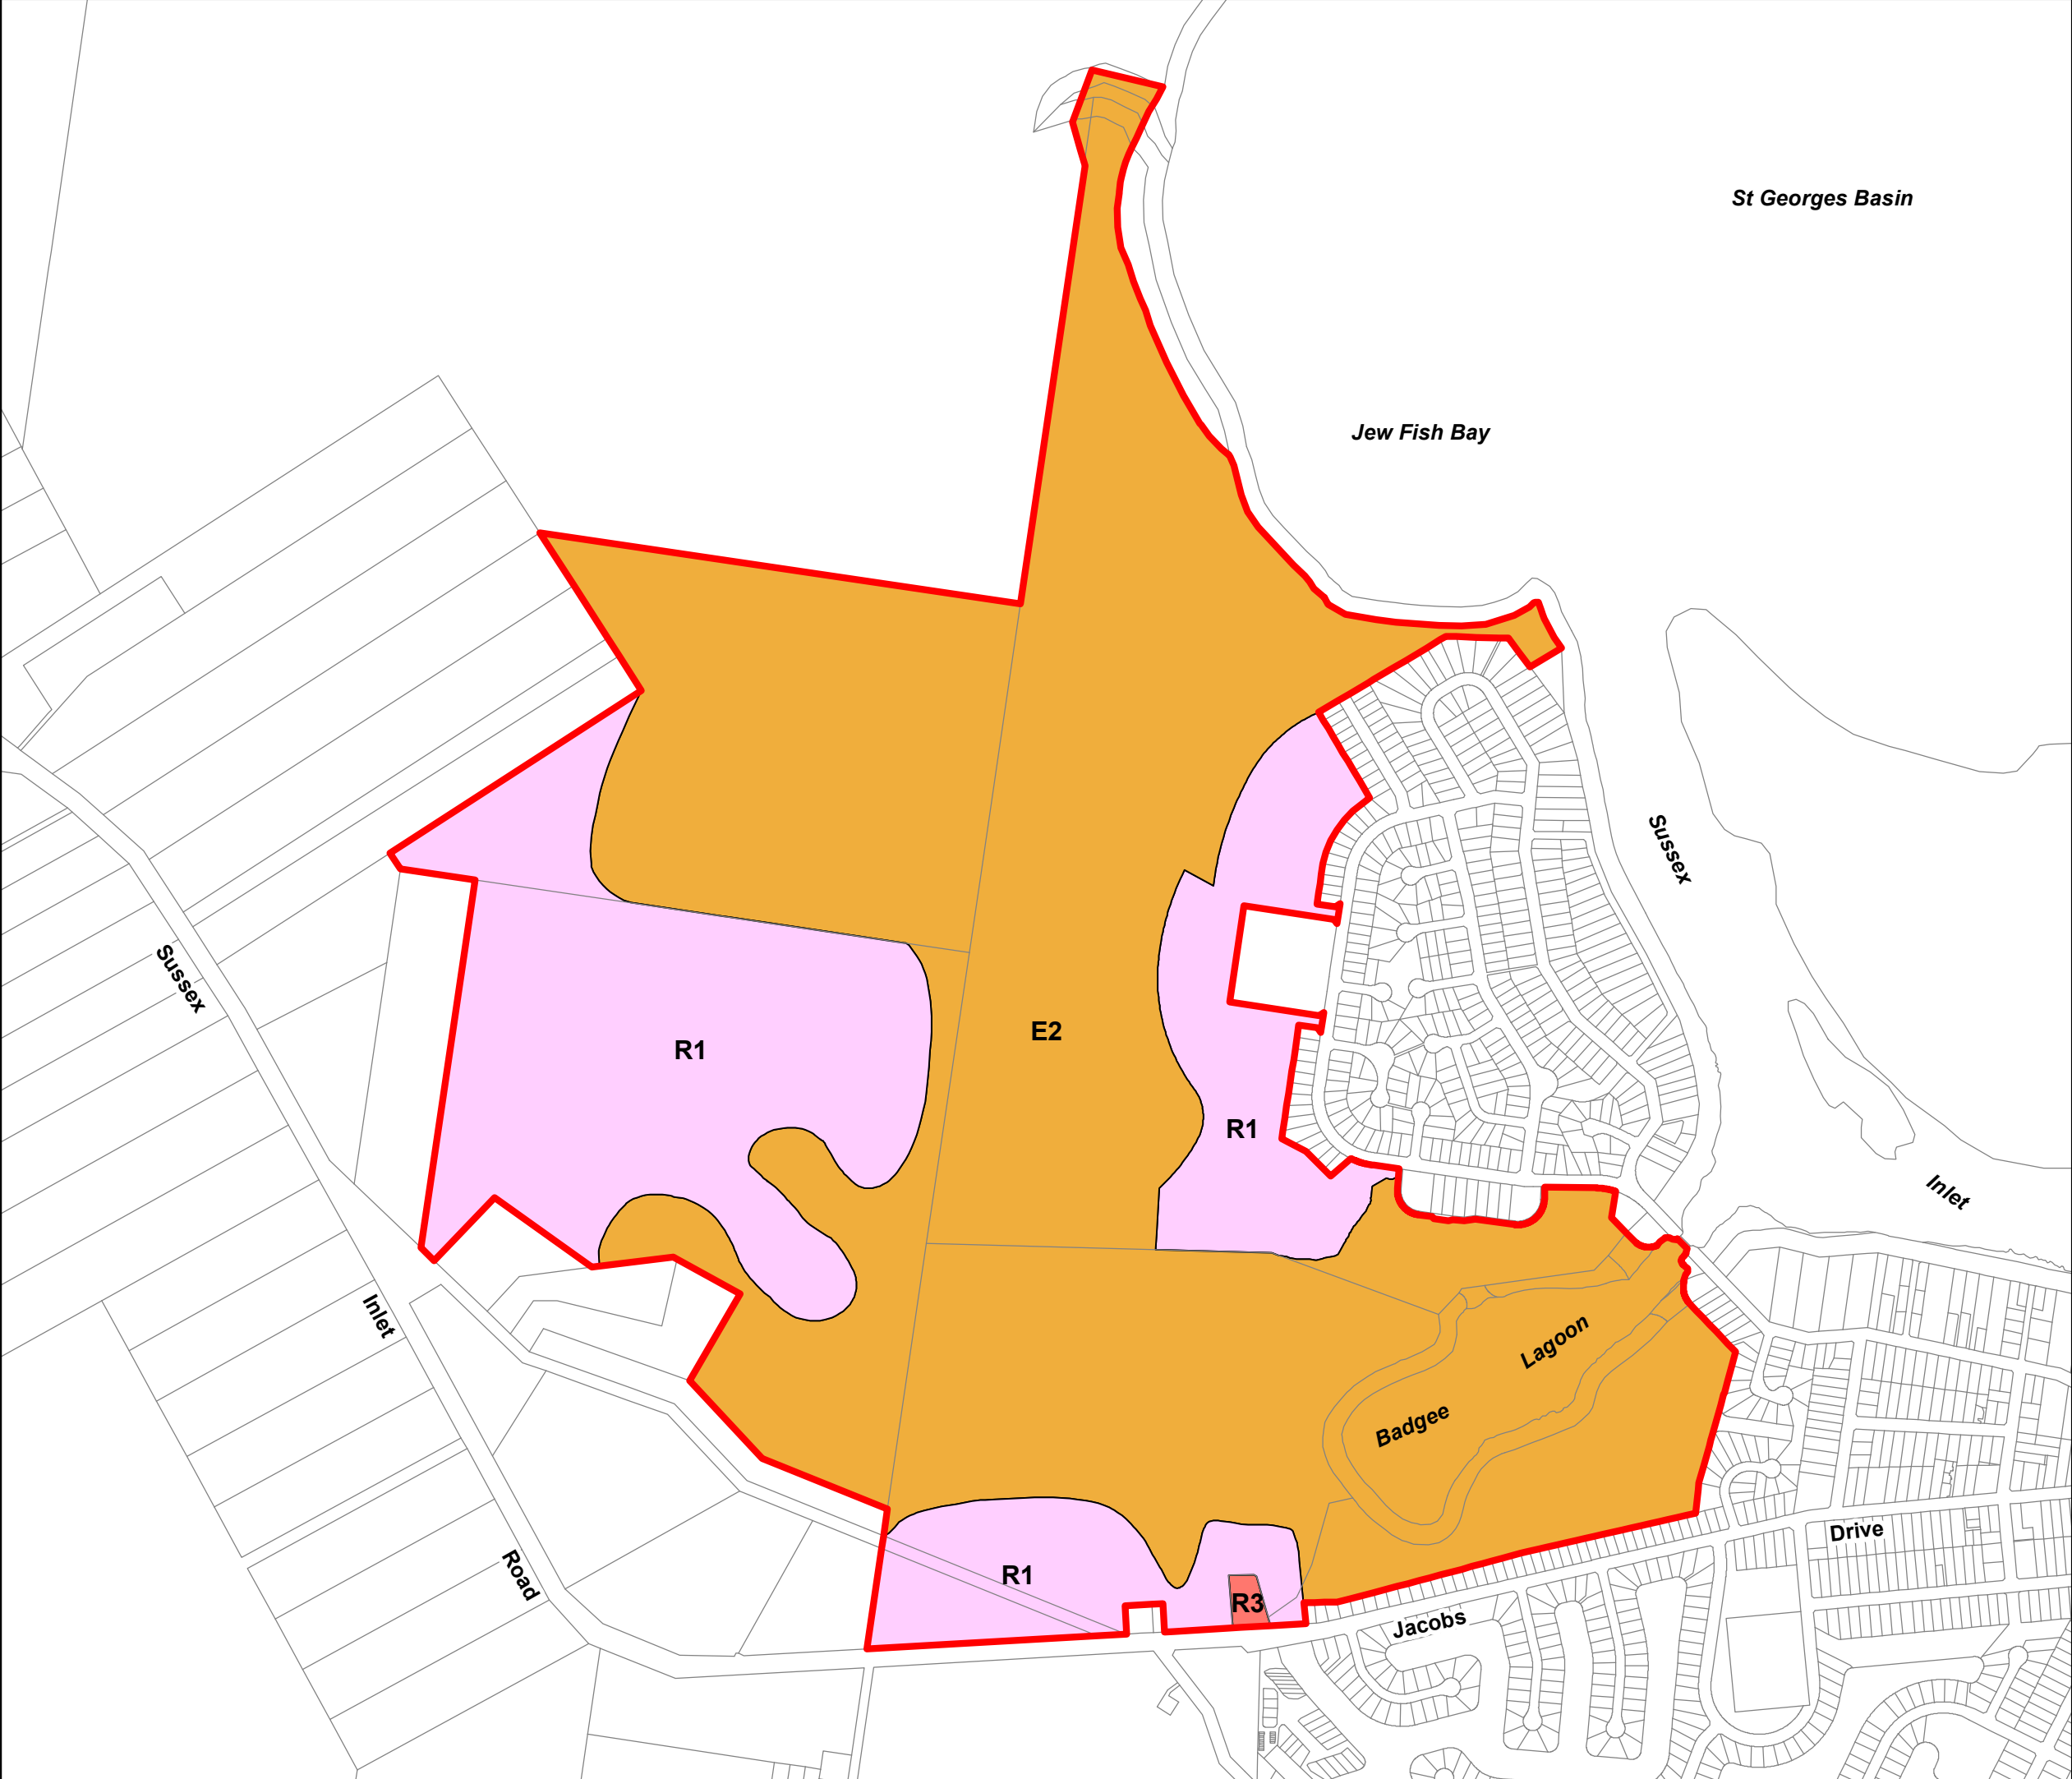 St Georges Basin
Jew Fish Bay
Sussex
Sussex
E2
R1
R1
Inlet
Inlet
Lagoon
Badgee
Drive
Road
R1
R3
Jacobs